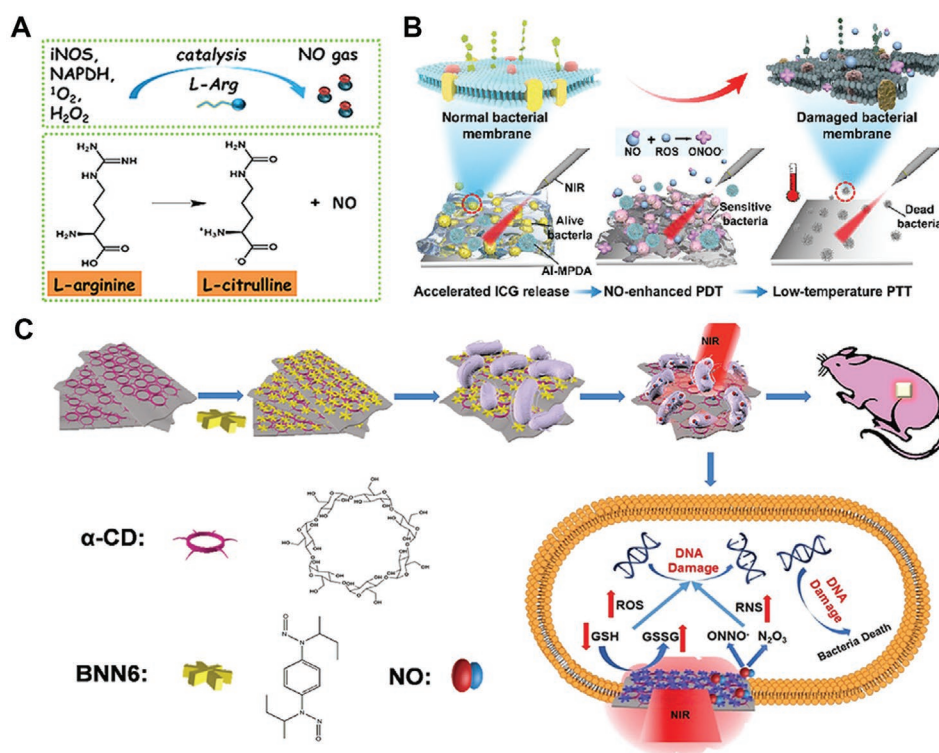 A
iNOS,
NAPDH,
¹O₂,
H₂O₂
catalysis
L-Arg
NO gas
H₂N
NH
HN
H₂N
O
HO
H₂N
O
HN
⁺H₃N
O
O⁻
+ NO
L-arginine
L-citrulline
B
Normal bacterial
membrane
Damaged bacterial
membrane
NO + ROS → ONOO⁻
NIR
Alive
bacteria
AI-MPDA
Sensitive
bacteria
Dead
bacteria
Accelerated ICG release
NO-enhanced PDT
Low-temperature PTT
C
NIR
α-CD:
BNN6:
NO:
DNA
Damage
ROS
RNS
GSH
GSSG
ONNO⁻
N₂O₃
DNA
Damage
Bacteria Death
NIR